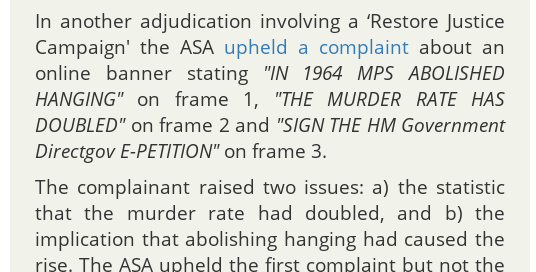 In another adjudication involving a ‘Restore Justice
Campaign' the ASA upheld a complaint about an
online banner stating "IN 1964 MPS ABOLISHED
HANGING" on frame 1, "THE MURDER RATE HAS
DOUBLED" on frame 2 and "SIGN THE HM Government
Directgov E-PETITION" on frame 3.
The complainant raised two issues: a) the statistic
that the murder rate had doubled, and b) the
implication that abolishing hanging had caused the
rise. The ASA upheld the first complaint but not the